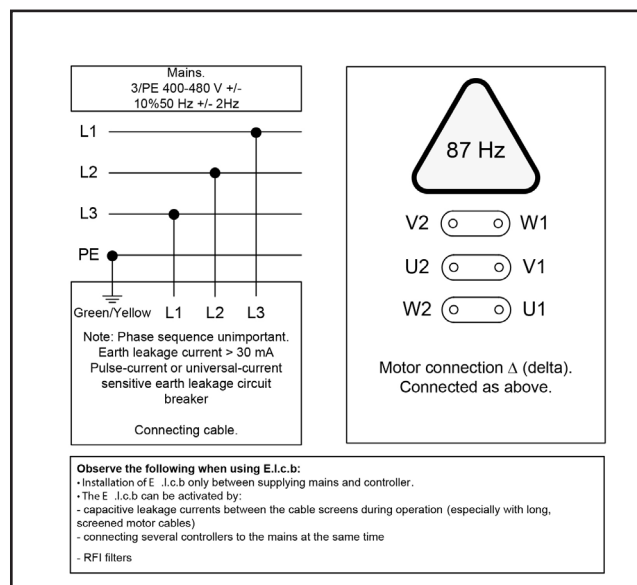 Mains.
3/PE 400-480 V +/-
10%50 Hz +/- 2Hz
L1
L2
L3
PE
Green/Yellow L1 L2 L3
Note: Phase sequence unimportant.
Earth leakage current > 30 mA
Pulse-current or universal-current
sensitive earth leakage circuit
breaker
Connecting cable.
87 Hz
V2 W1
U2 V1
W2 U1
Motor connection Δ (delta).
Connected as above.
Observe the following when using E.l.c.b:
• Installation of E .l.c.b only between supplying mains and controller.
• The E .l.c.b can be activated by:
- capacitive leakage currents between the cable screens during operation (especially with long,
screened motor cables)
- connecting several controllers to the mains at the same time
- RFI filters